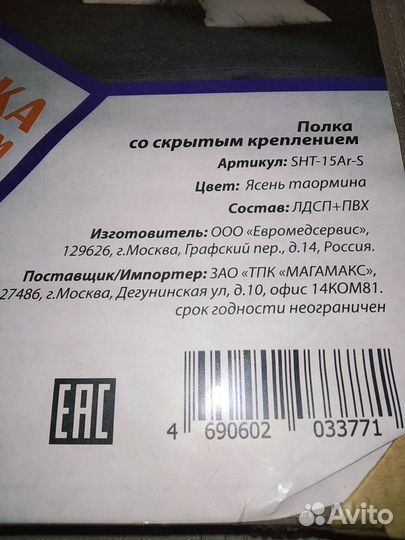 КА
Полка
со скрытым креплением
Артикул: SHT-15Ar-S
Цвет: Ясень таормина
Состав: ЛДСП+ПВХ
Изготовитель: ООО «Евромедсервис»,
129626, г.Москва, Графский пер., д.14, Россия.
Поставщик/Импортер: ЗАО «ТПК «МАГАМАКС»,
27486, г.Москва, Дегунинская ул, д.10, офис 14КОМ81.
срок годности неограничен
ЕАС
4 690602 033771
Avito